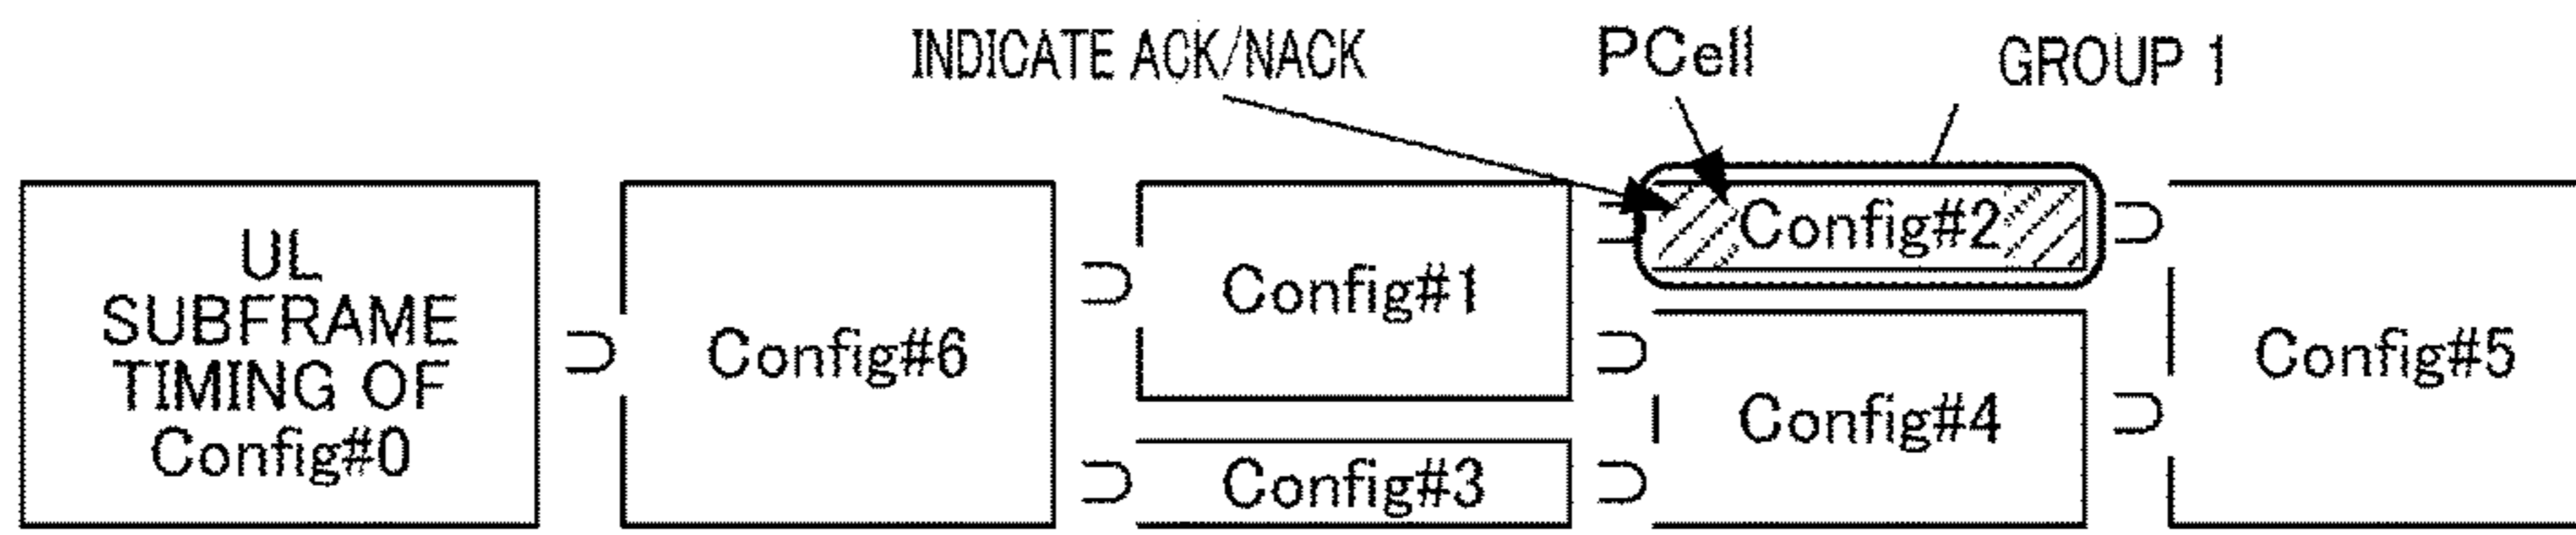 INDICATE ACK/NACK
PCell
GROUP 1
UL
SUBFRAME
TIMING OF
Config#0
Config#6
Config#1
Config#3
Config#2
Config#4
Config#5